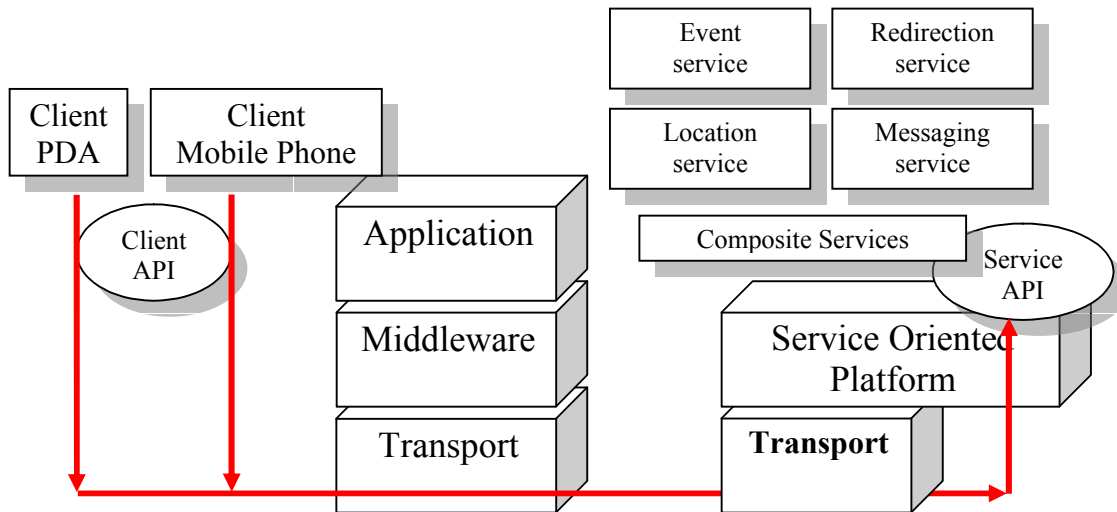 Event
service
Redirection
service
Client
PDA
Client
Mobile Phone
Location
service
Messaging
service
Client
API
Application
Composite Services
Service
API
Middleware
Service Oriented
Platform
Transport
Transport